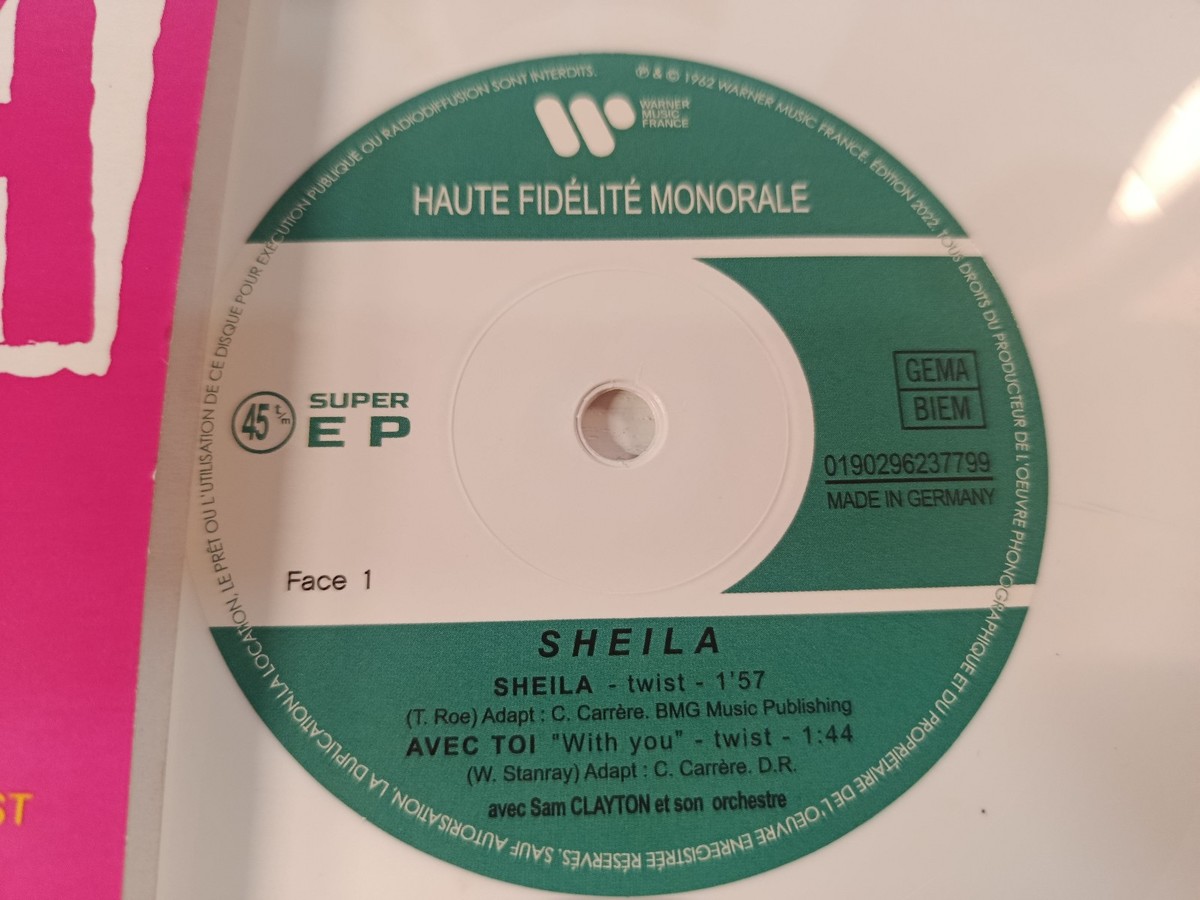 LE PRÊT OU L'UTILISATION DE CE DISQUE POUR EXÉCUTION PUBLIQUE OU RADIODIFFUSION SONT INTERDITS.
℗ & © 1962 WARNER MUSIC FRANCE. ÉDITION 2022. TOUS DROITS DU PRODUCTEUR DE L'OEUVRE PHONOGRAPHIQUE ET DU PROPRIÉTAIRE DE L'OEUVRE ENREGISTRÉE RÉSERVÉS. SAUF AUTORISATION, LA DUPLICATION, LA LOCATION,
WARNER
MUSIC
FRANCE
HAUTE FIDÉLITÉ MONORALE
GEMA
BIEM
45 t/m
SUPER
EP
0190296237799
MADE IN GERMANY
Face 1
SHEILA
SHEILA - twist - 1'57
(T. Roe) Adapt : C. Carrère. BMG Music Publishing
AVEC TOI "With you" - twist - 1:44
(W. Stanray) Adapt : C. Carrère. D.R.
avec Sam CLAYTON et son orchestre
ST